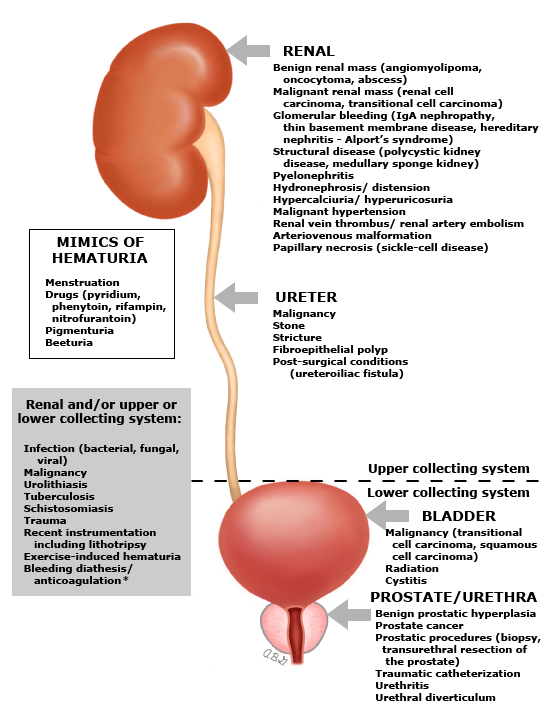 RENAL
Benign renal mass (angiomyolipoma,
oncocytoma, abscess)
Malignant renal mass (renal cell
carcinoma, transitional cell carcinoma)
Glomerular bleeding (IgA nephropathy,
thin basement membrane disease, hereditary
nephritis - Alport's syndrome)
Structural disease (polycystic kidney
disease, medullary sponge kidney)
Pyelonephritis
Hydronephrosis/ distension
Hypercalciuria/ hyperuricosuria
Malignant hypertension
Renal vein thrombus/ renal artery embolism
Arteriovenous malformation
Papillary necrosis (sickle-cell disease)
MIMICS OF
HEMATURIA
Menstruation
Drugs (pyridium,
phenytoin, rifampin,
nitrofurantoin)
Pigmenturia
Beeturia
URETER
Malignancy
Stone
Stricture
Fibroepithelial polyp
Post-surgical conditions
(ureteroiliac fistula)
Renal and/or upper or
lower collecting system:
Infection (bacterial, fungal,
viral)
Malignancy
Urolithiasis
Tuberculosis
Schistosomiasis
Trauma
Recent instrumentation
including lithotripsy
Exercise-induced hematuria
Bleeding diathesis/
anticoagulation*
Upper collecting system
Lower collecting system
BLADDER
Malignancy (transitional
cell carcinoma, squamous
cell carcinoma)
Radiation
Cystitis
PROSTATE/URETHRA
Benign prostatic hyperplasia
Prostate cancer
Prostatic procedures (biopsy,
transurethral resection of
the prostate)
Traumatic catheterization
Urethritis
Urethral diverticulum